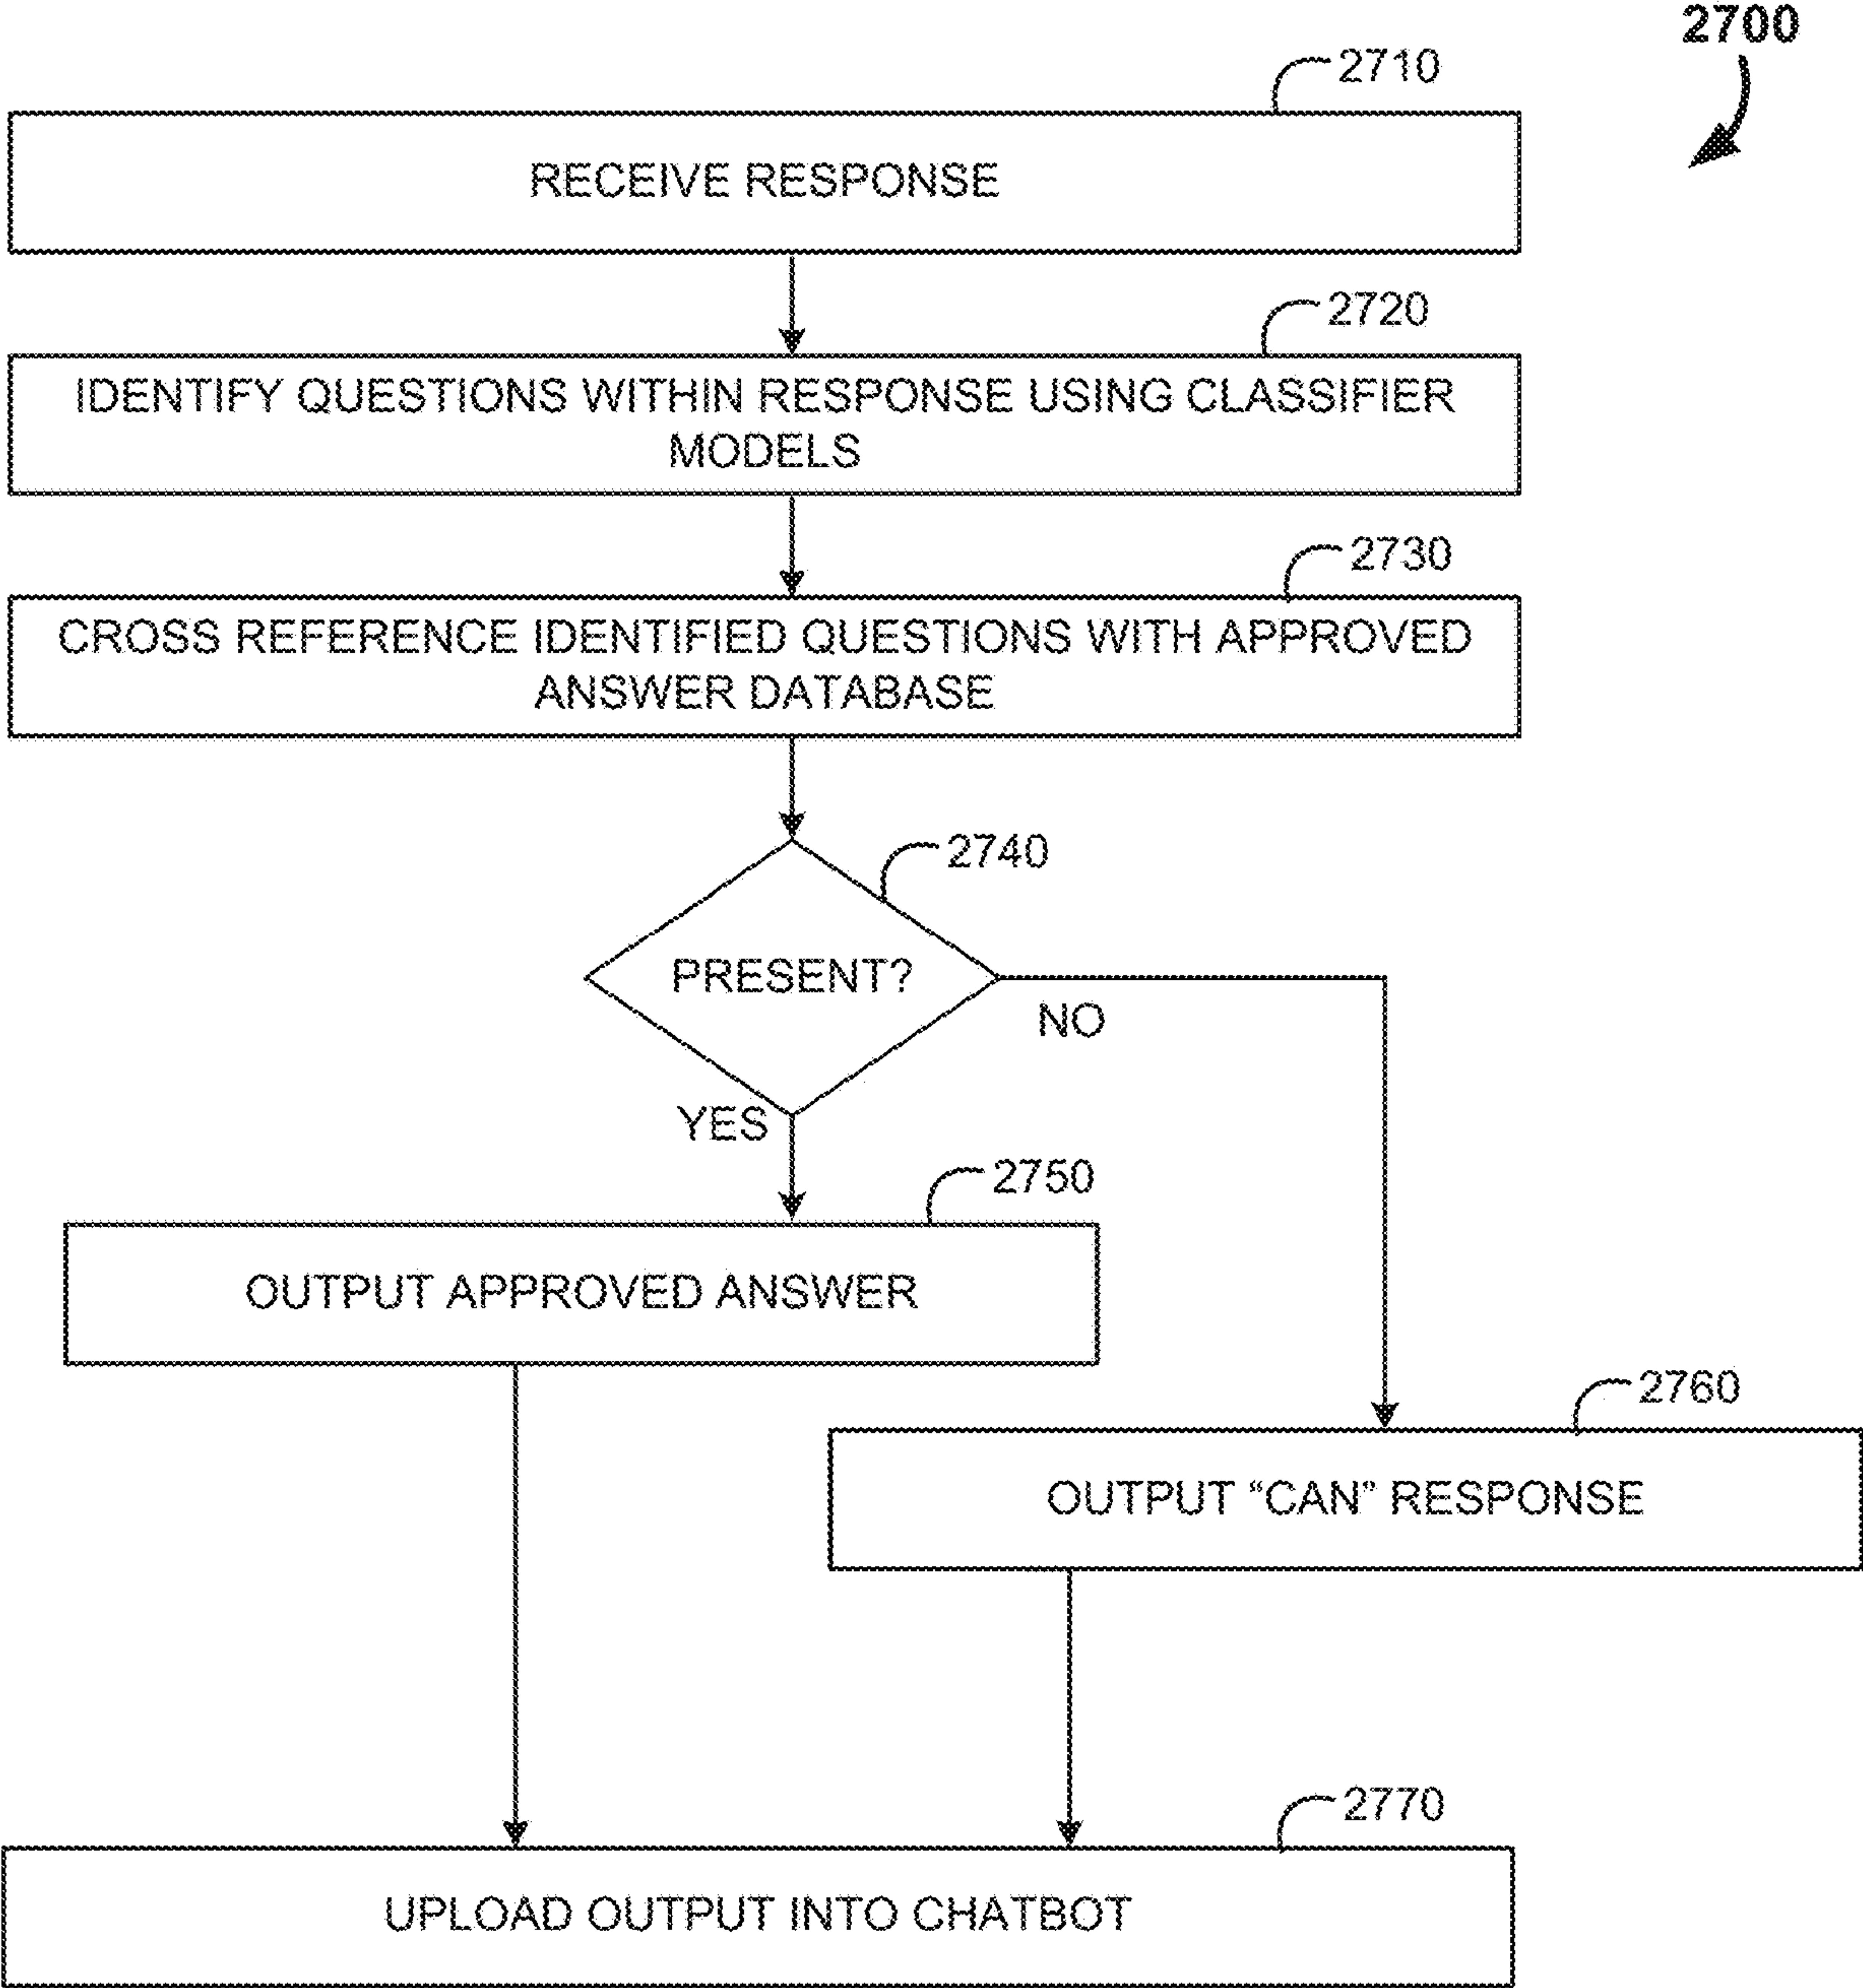 2700
2710
RECEIVE RESPONSE
2720
IDENTIFY QUESTIONS WITHIN RESPONSE USING CLASSIFIER
MODELS
2730
CROSS REFERENCE IDENTIFIED QUESTIONS WITH APPROVED
ANSWER DATABASE
2740
PRESENT?
NO
YES
2750
OUTPUT APPROVED ANSWER
2760
OUTPUT “CAN” RESPONSE
2770
UPLOAD OUTPUT INTO CHATBOT